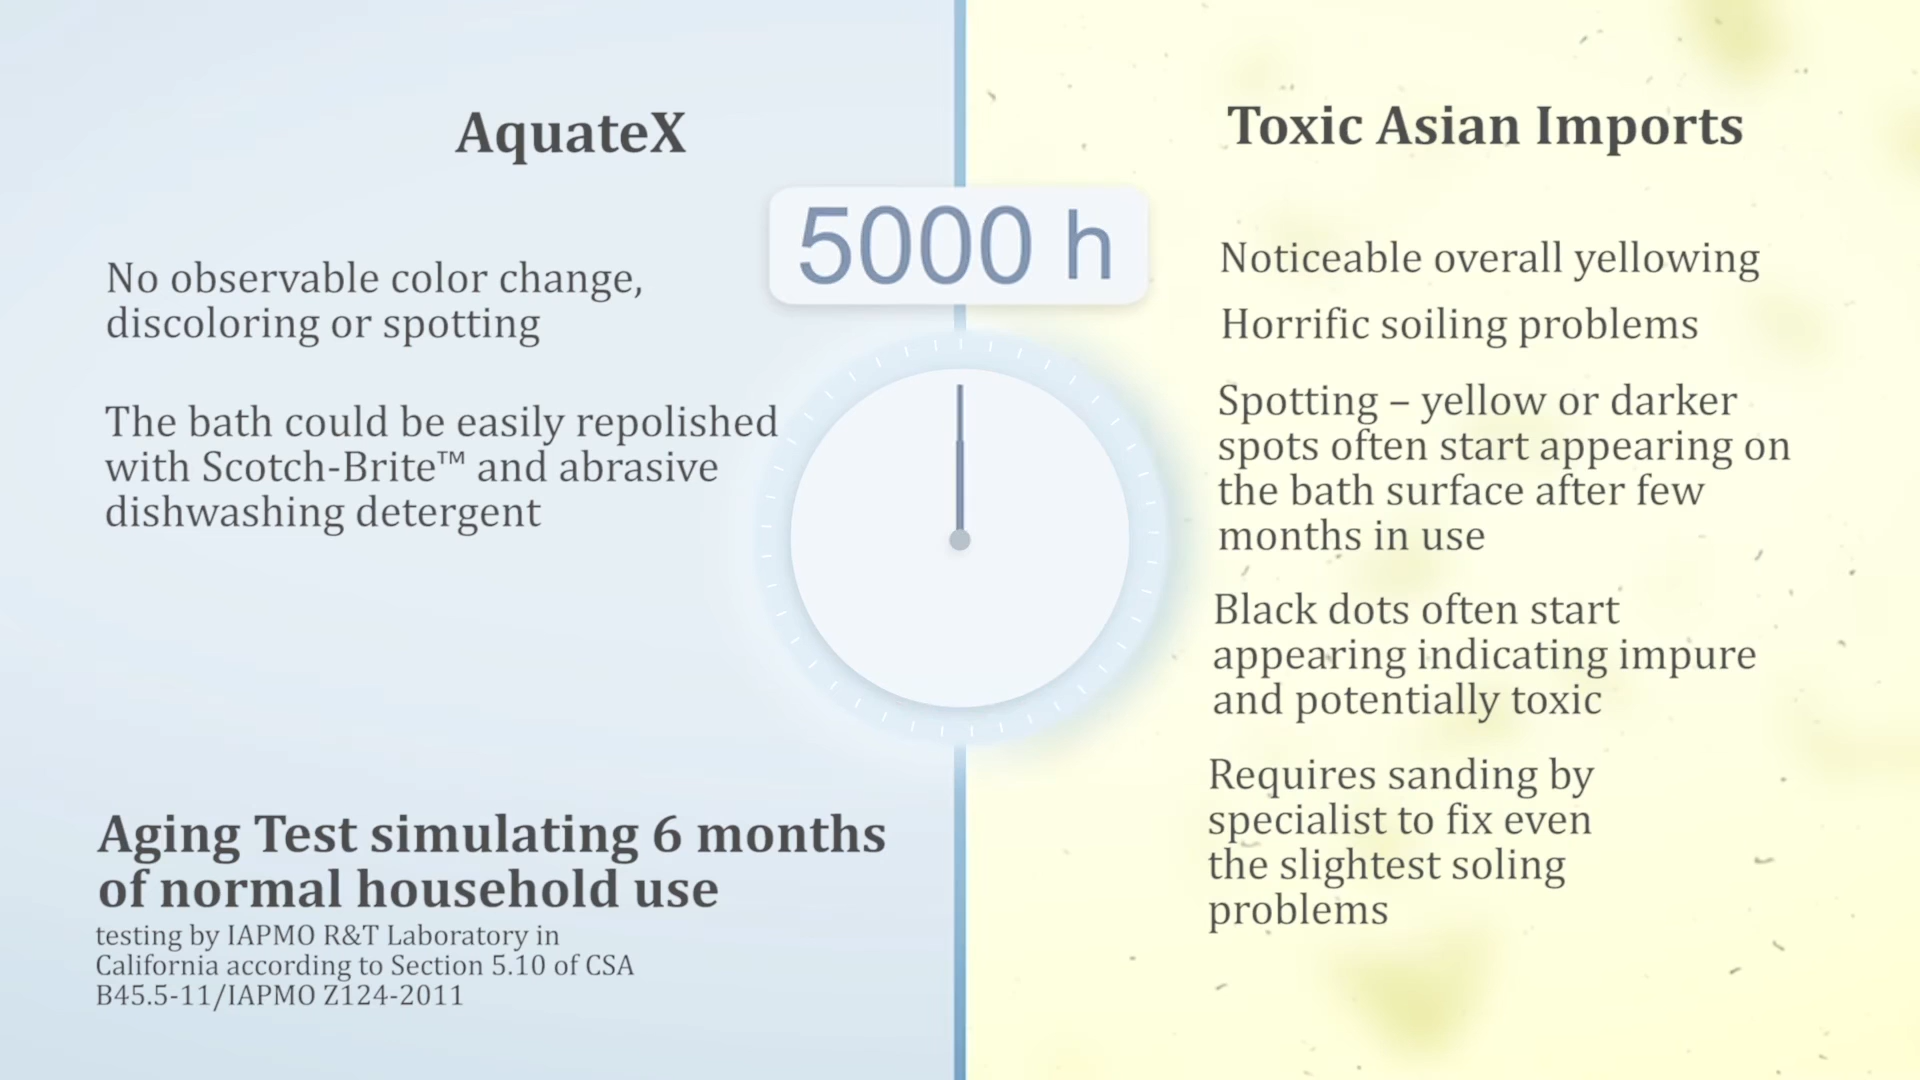 AquateX
No observable color change,
discoloring or spotting
The bath could be easily repolished
with Scotch-Brite™ and abrasive
dishwashing detergent
Aging Test simulating 6 months
of normal household use
testing by IAPMO R&T Laboratory in
California according to Section 5.10 of CSA
B45.5-11/IAPMO Z124-2011
5000 h
Toxic Asian Imports
Noticeable overall yellowing
Horrific soiling problems
Spotting – yellow or darker
spots often start appearing on
the bath surface after few
months in use
Black dots often start
appearing indicating impure
and potentially toxic
Requires sanding by
specialist to fix even
the slightest soling
problems